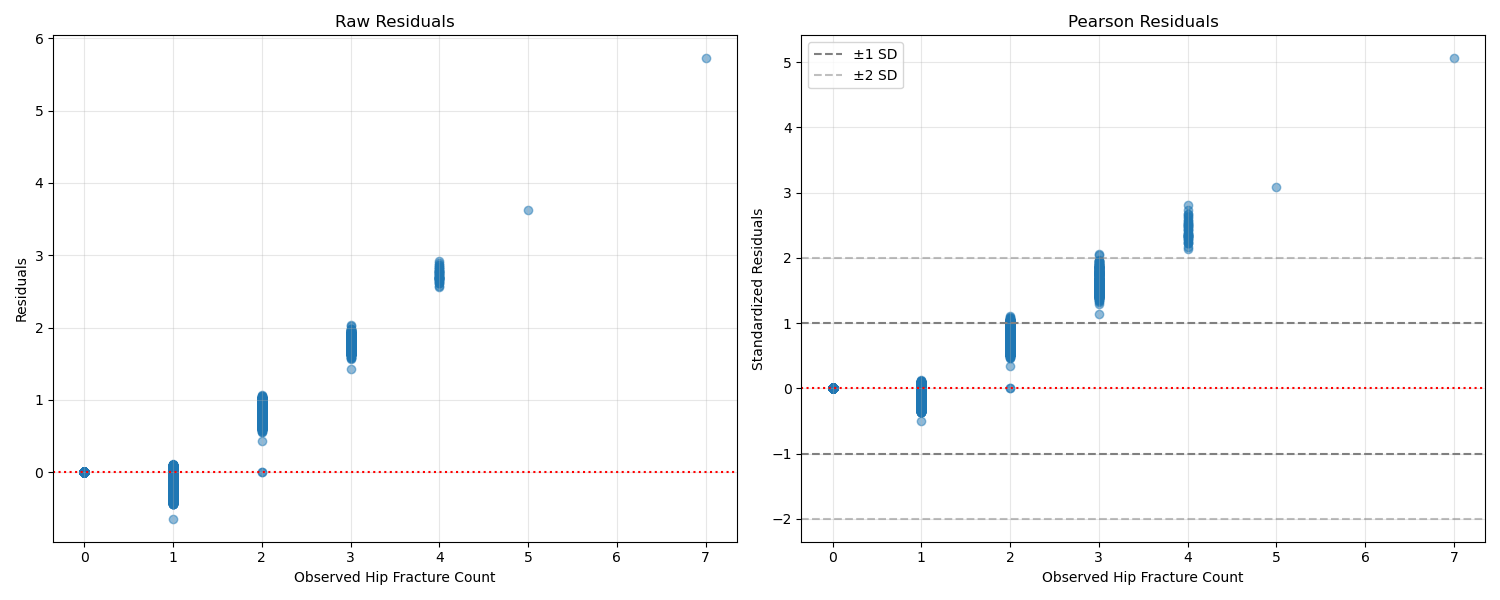 Raw Residuals
Residuals
6
5
4
3
2
1
0
0 1 2 3 4 5 6 7
Observed Hip Fracture Count
Pearson Residuals
±1 SD
±2 SD
Standardized Residuals
5
4
3
2
1
0
−1
−2
0 1 2 3 4 5 6 7
Observed Hip Fracture Count